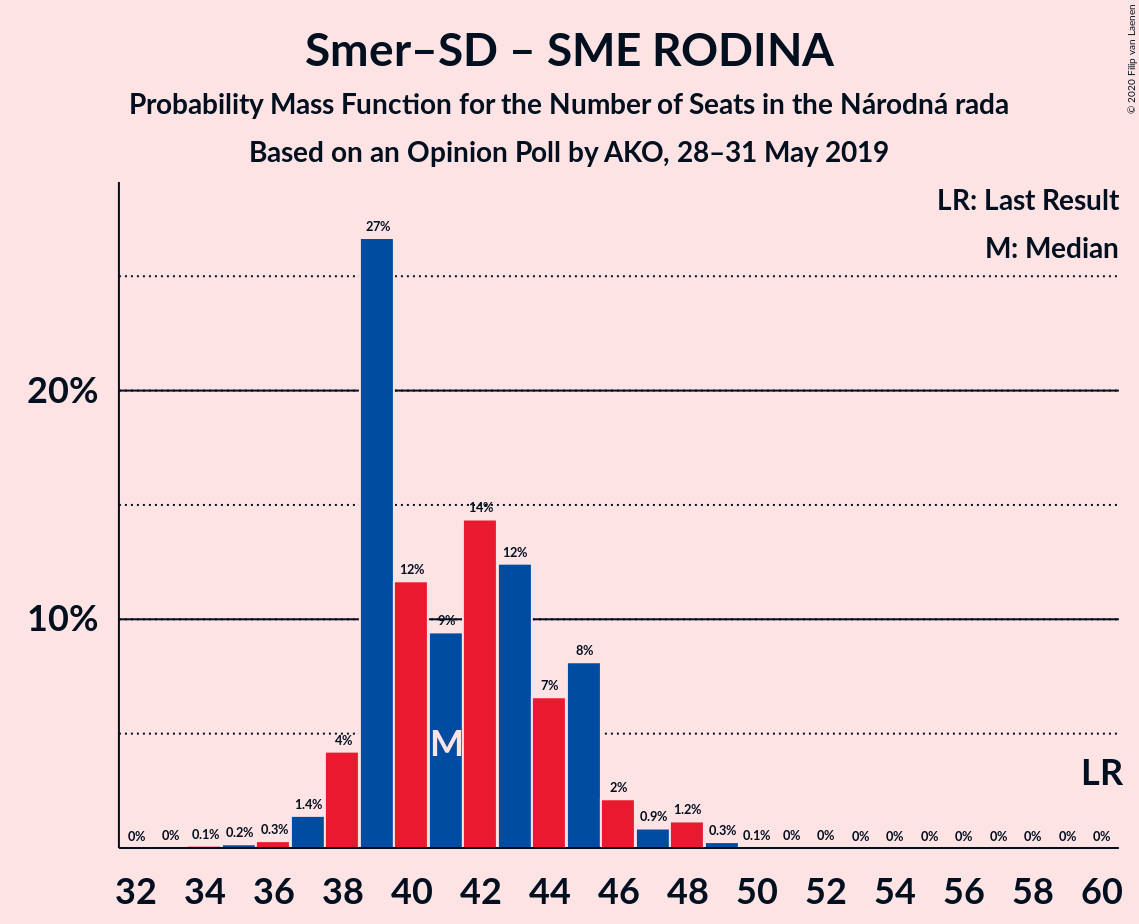 Smer–SD – SME RODINA
Probability Mass Function for the Number of Seats in the Národná rada
Based on an Opinion Poll by AKO, 28–31 May 2019
© 2020 Filip van Laenen
LR: Last Result
M: Median
20%
10%
0% 0% 0.1% 0.2% 0.3% 1.4% 4% 27% 12% 9% 14% 12% 7% 8% 2% 0.9% 1.2% 0.3% 0.1% 0% 0% 0% 0% 0% 0% 0% 0% 0% 0%
M
LR
32 34 36 38 40 42 44 46 48 50 52 54 56 58 60